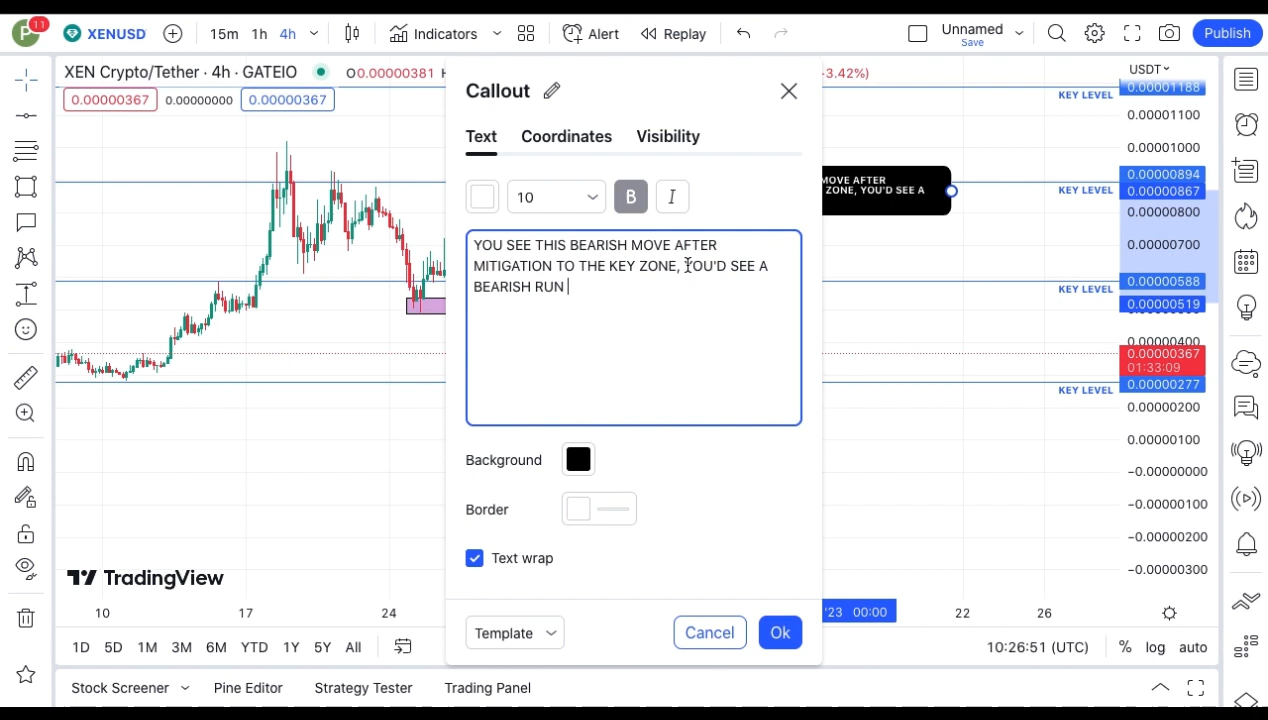 P 11 XENUSD 15m 1h 4h Indicators Alert Replay Unnamed Save Publish
XEN Crypto/Tether · 4h · GATEIO O0.00000381 H -3.42%) USDT
0.00000367 0.00000000 0.00000367
Callout
Text Coordinates Visibility
10 B I
YOU SEE THIS BEARISH MOVE AFTER
MITIGATION TO THE KEY ZONE, YOU'D SEE A
BEARISH RUN
Background
Border
Text wrap
Template Cancel Ok
MOVE AFTER
ZONE, YOU'D SEE A
KEY LEVEL 0.00001188
0.00001100
0.00001000
0.00000894
KEY LEVEL 0.00000867
0.00000800
0.00000700
0.00000588
KEY LEVEL
0.00000519
0.00000400
0.00000367
01:33:09
0.00000277
KEY LEVEL
0.00000200
0.00000100
−0.00000000
−0.00000100
−0.00000200
−0.00000300
TradingView
10 17 24 '23 00:00 22 26
1D 5D 1M 3M 6M YTD 1Y 5Y All 10:26:51 (UTC) % log auto
Stock Screener Pine Editor Strategy Tester Trading Panel